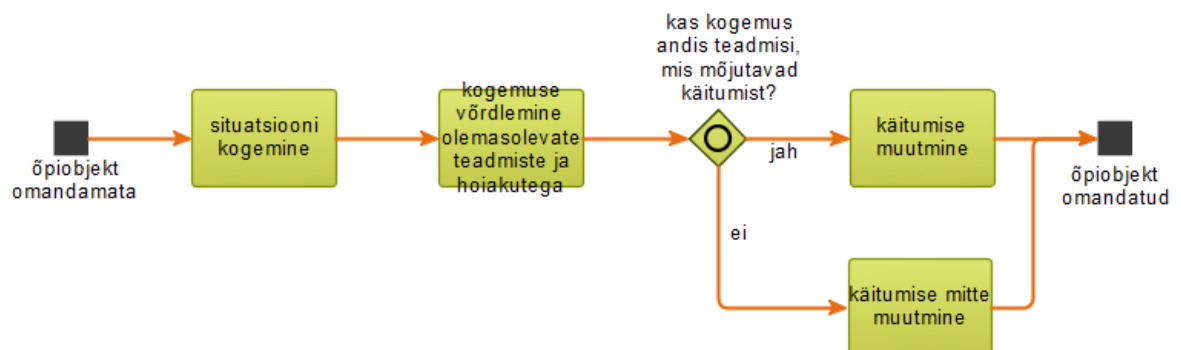 õpiobjekt
omandamata
situatsiooni
kogemine
kogemuse
võrdlemine
olemasolevate
teadmiste ja
hoiakutega
kas kogemus
andis teadmisi,
mis mõjutavad
käitumist?
jah
ei
käitumise
muutmine
käitumise mitte
muutmine
õpiobjekt
omandatud